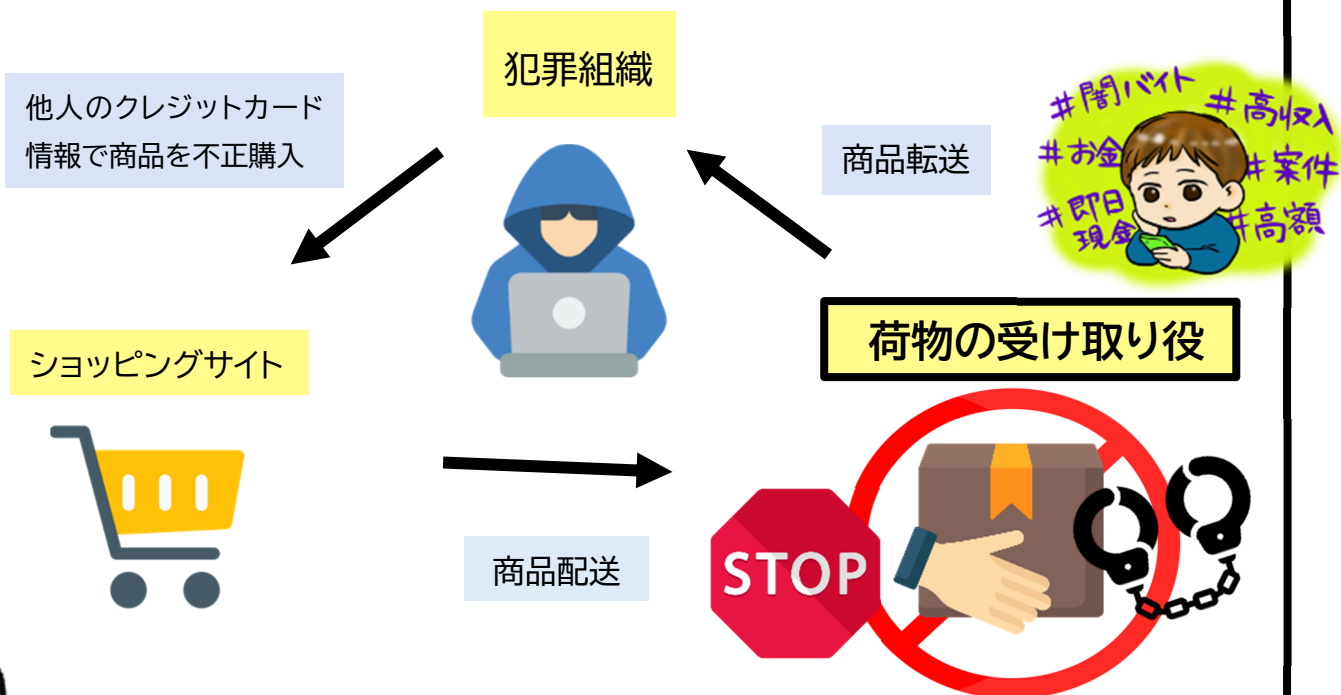 犯罪組織
他人のクレジットカード
情報で商品を不正購入
商品転送
#闇バイト
#高収入
#お金
#案件
#即日
現金
#高額
ショッピングサイト
荷物の受け取り役
商品配送
STOP